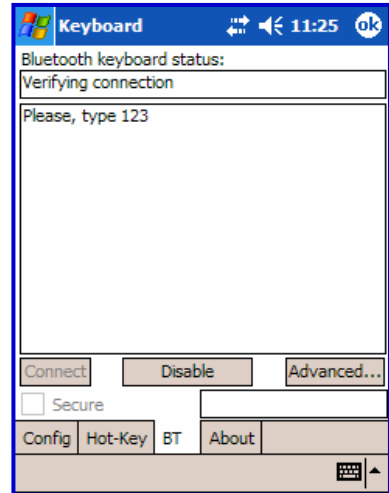 Keyboard 11:25 ok
Bluetooth keyboard status:
Verifying connection
Please, type 123
Connect Disable Advanced...
Secure
Config Hot-Key BT About